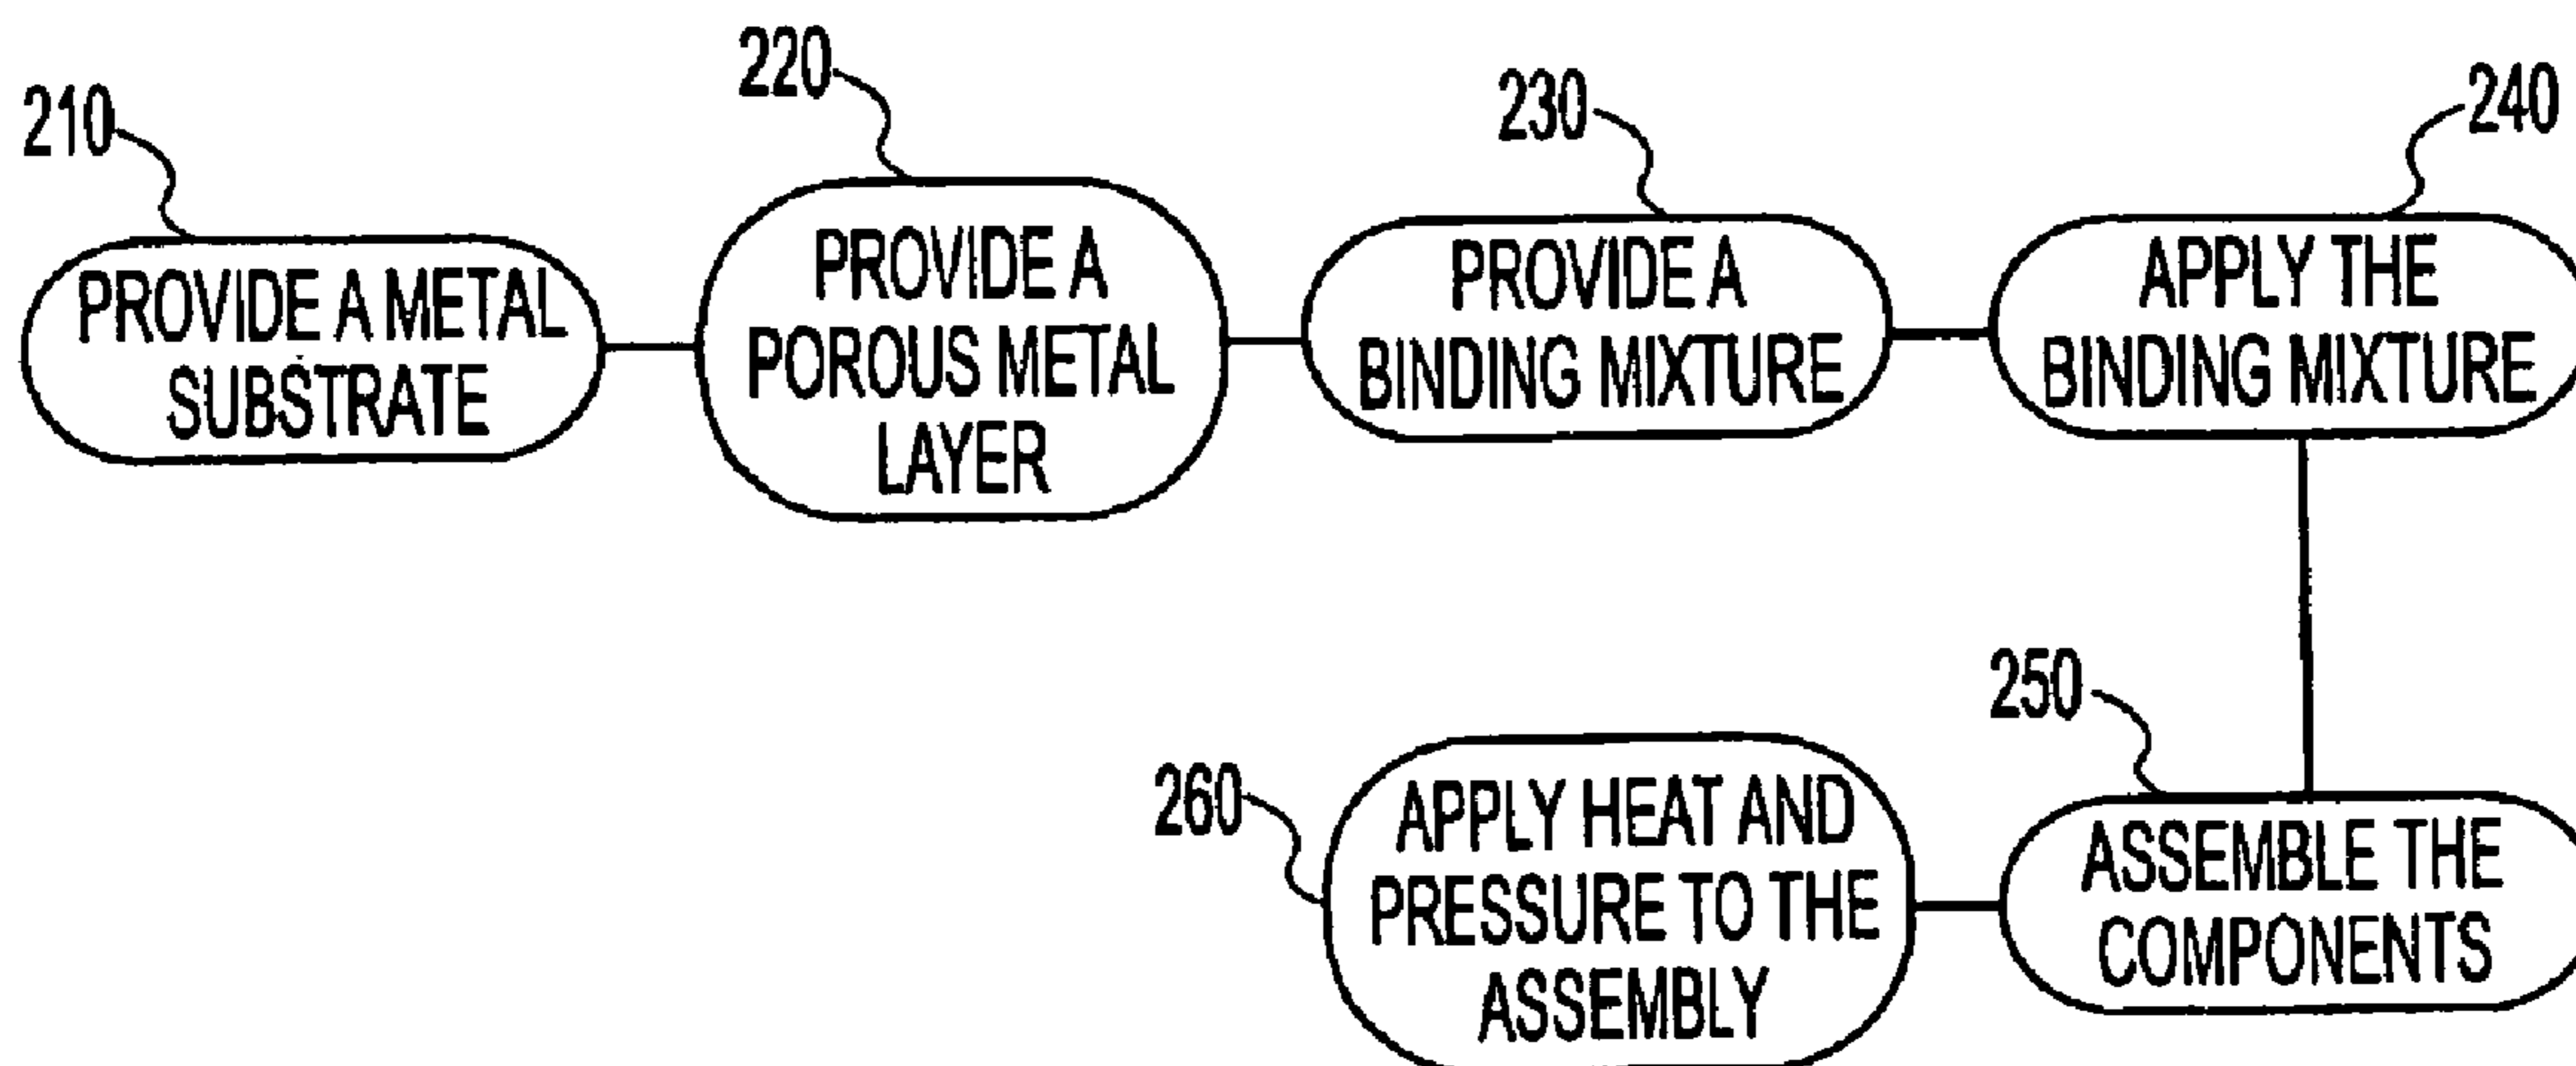 210
PROVIDE A METAL
SUBSTRATE
220
PROVIDE A
POROUS METAL
LAYER
230
PROVIDE A
BINDING MIXTURE
240
APPLY THE
BINDING MIXTURE
250
ASSEMBLE THE
COMPONENTS
260
APPLY HEAT AND
PRESSURE TO THE
ASSEMBLY